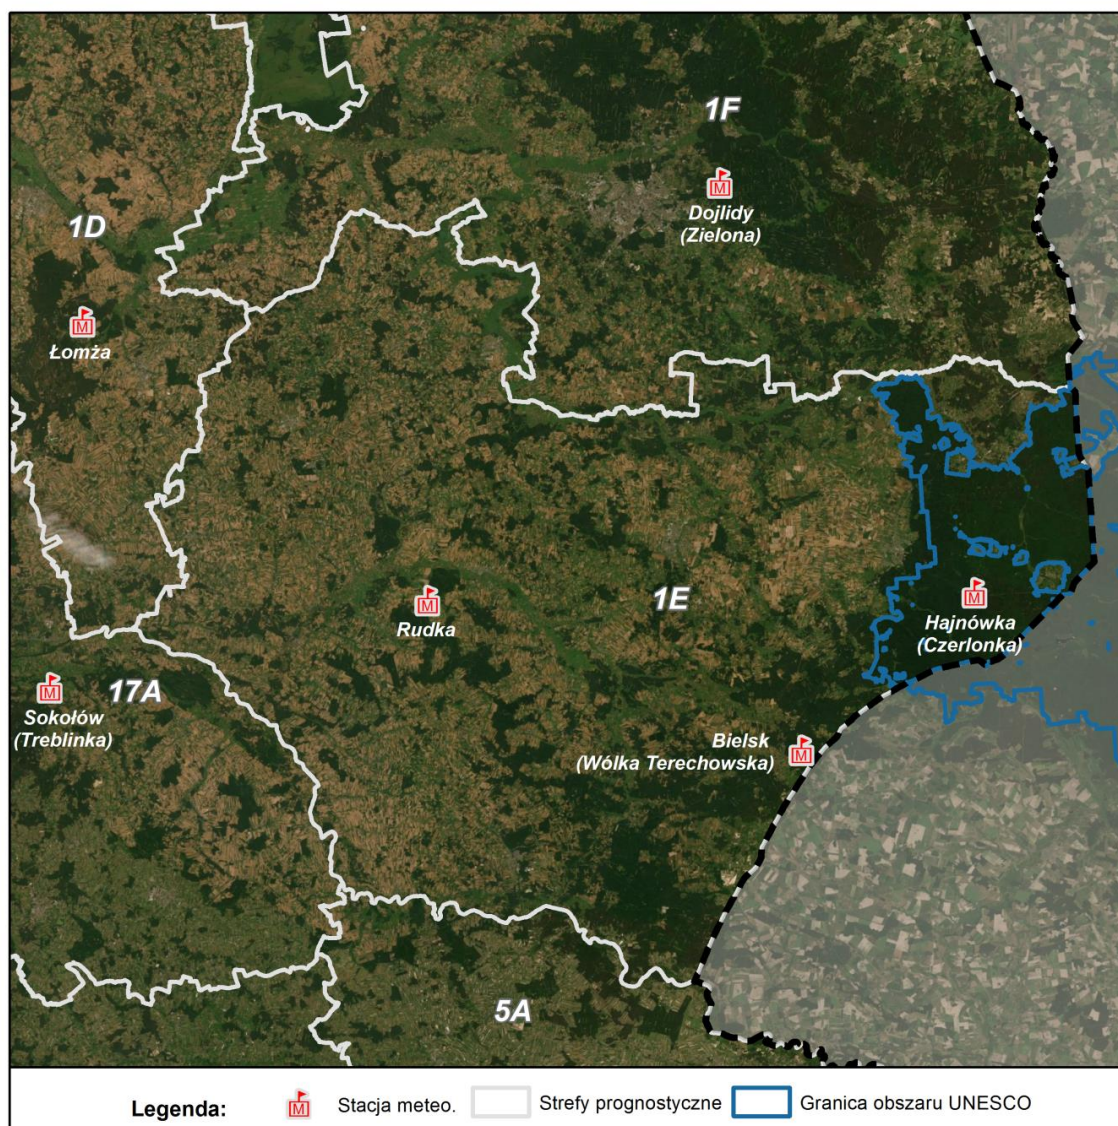 1F
M
Dojlidy
(Zielona)
1D
M
Łomża
1E
M
Rudka
M
Hajnówka
(Czerlonka)
17A
M
Sokołów
(Treblinka)
Bielsk
(Wólka Terechowska)
M
5A
Legenda:
M
Stacja meteo.
Strefy prognostyczne
Granica obszaru UNESCO